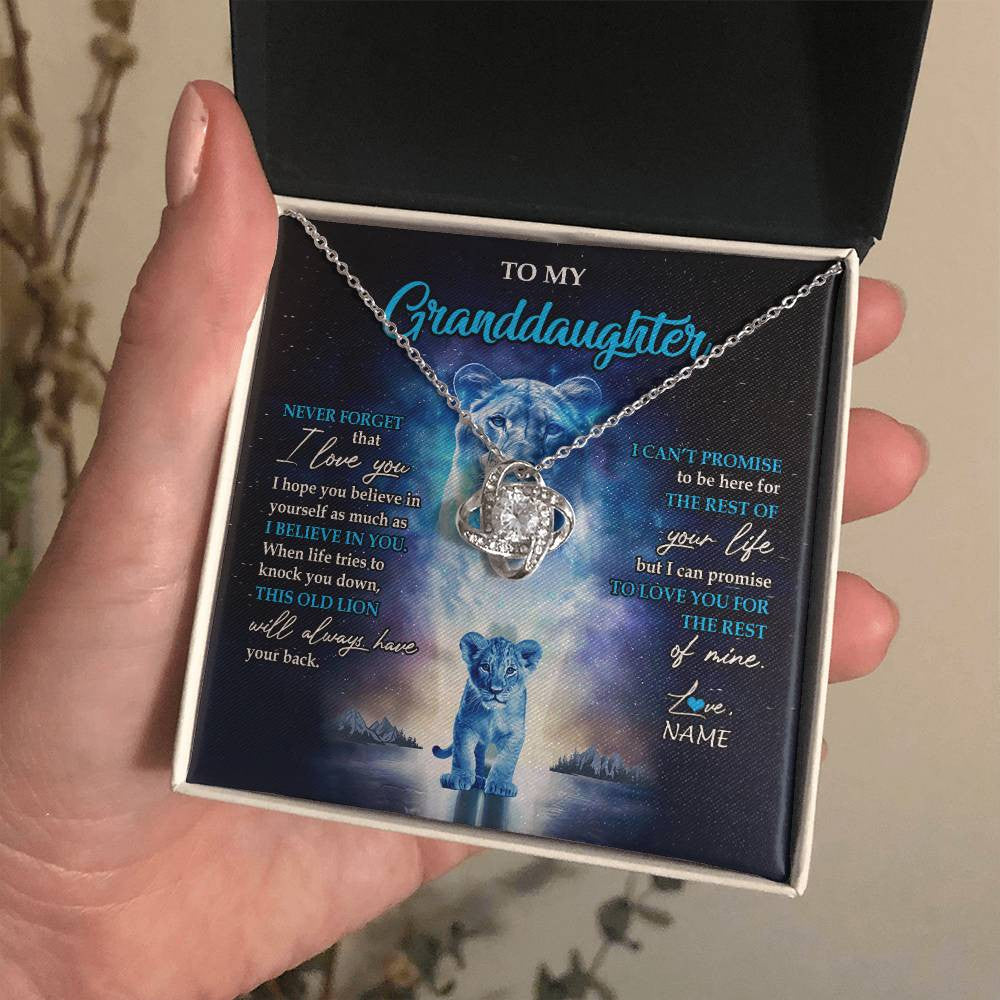 TO MY
Granddaughter
NEVER FORGET
that
I love you
I hope you believe in
yourself as much as
I BELIEVE IN YOU.
When life tries to
knock you down,
THIS OLD LION
will always have
your back.
I CAN'T PROMISE
to be here for
THE REST OF
your life
but I can promise
TO LOVE YOU FOR
THE REST
of mine.
Love,
NAME